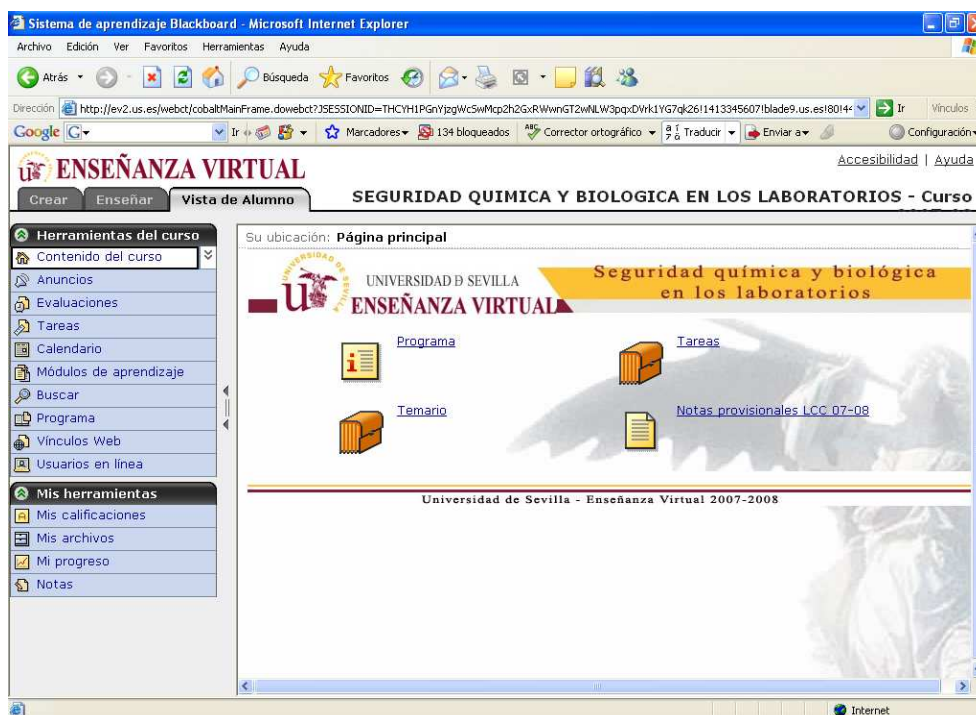 Sistema de aprendizaje Blackboard - Microsoft Internet Explorer
Archivo Edición Ver Favoritos Herramientas Ayuda
Atrás Búsqueda Favoritos
Dirección http://ev2.us.es/webct/cobaltMainFrame.dowebct?JSESSIONID=THCYH1PGnYjzgWcSwMcp2h2GxRWwnGT2wNLW3pqxDVrk1YG7qk26!1413345607!blade9.us.es!80!44 Ir Vínculos
Google G Ir Marcadores 134 bloqueados Corrector ortográfico Traducir Enviar a Configuración
ENSEÑANZA VIRTUAL
Accesibilidad | Ayuda
Crear Enseñar Vista de Alumno SEGURIDAD QUIMICA Y BIOLOGICA EN LOS LABORATORIOS - Curso
Herramientas del curso
Contenido del curso
Anuncios
Evaluaciones
Tareas
Calendario
Módulos de aprendizaje
Buscar
Programa
Vínculos Web
Usuarios en línea
Mis herramientas
Mis calificaciones
Mis archivos
Mi progreso
Notas
Su ubicación: Página principal
UNIVERSIDAD Đ SEVILLA
ENSEÑANZA VIRTUAL
Seguridad química y biológica
en los laboratorios
Programa
Tareas
Temario
Notas provisionales LCC 07-08
Universidad de Sevilla - Enseñanza Virtual 2007-2008
Internet